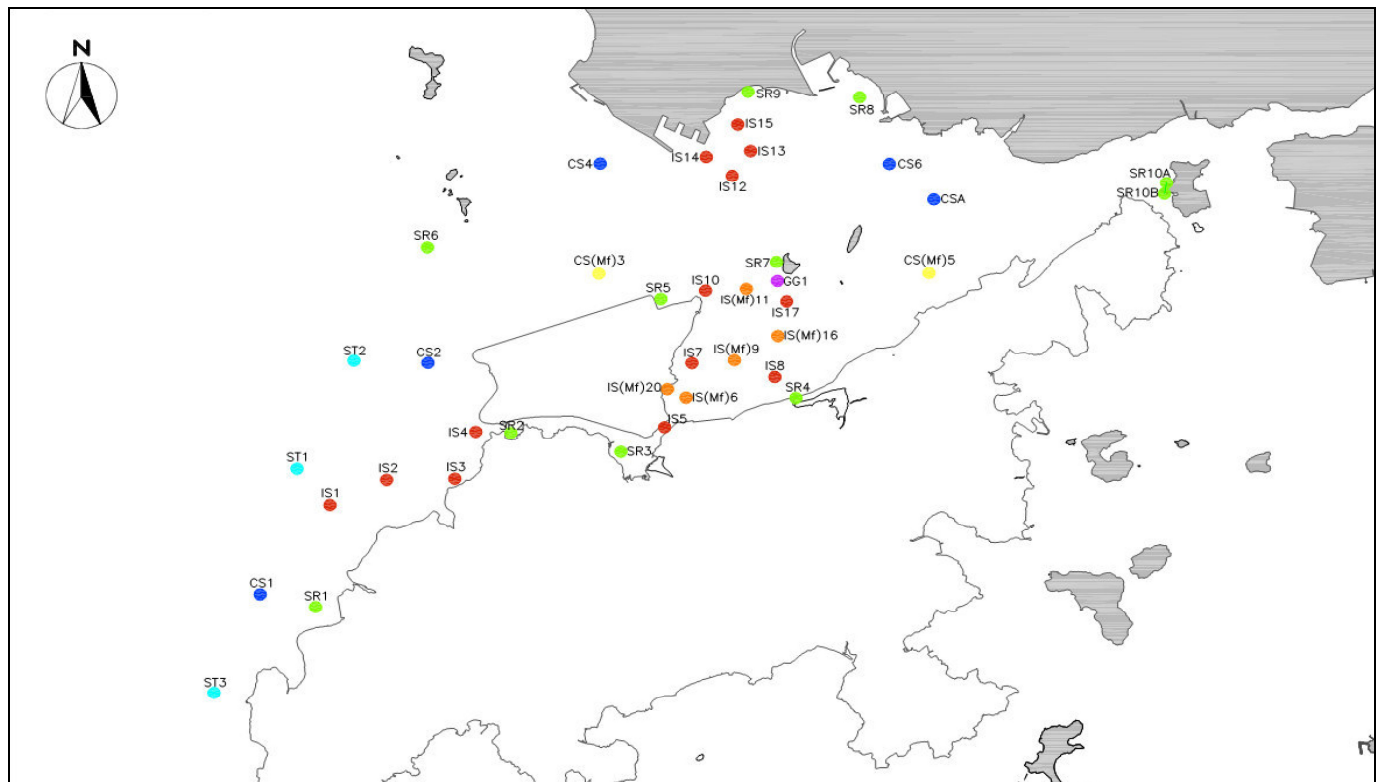 N
SR9
SR8
IS15
IS13
IS14
CS4
CS6
IS12
SR10A
SR10B
CSA
SR6
SR7
CS(Mf)3
CS(Mf)5
GG1
IS10
SR5
IS(Mf)11
IS17
IS(Mf)16
ST2
CS2
IS7
IS(Mf)9
IS8
IS(Mf)20
IS(Mf)6
SR4
IS5
SR2
IS4
SR3
ST1
IS2
IS3
IS1
CS1
SR1
ST3